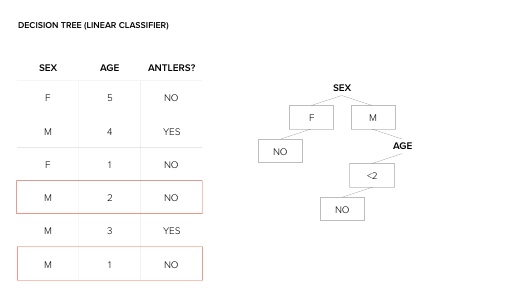 DECISION TREE (LINEAR CLASSIFIER)
SEX AGE ANTLERS?
F 5 NO
M 4 YES
F 1 NO
M 2 NO
M 3 YES
M 1 NO
SEX
F M
NO
AGE
<2
NO